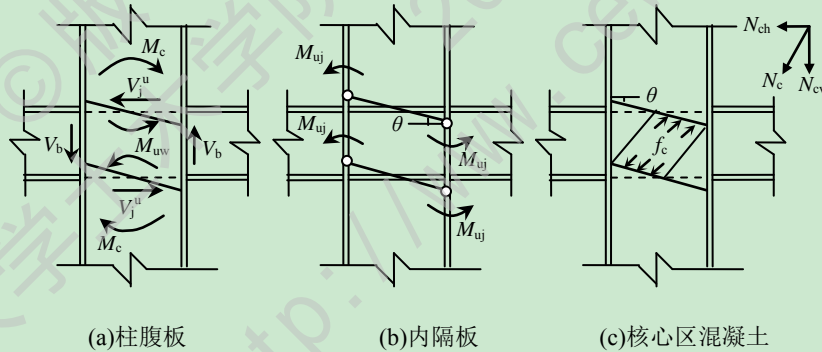 M_c
V_j^u
V_b
M_uw
V_b
V_j^u
M_c
M_uj
M_uj
θ
M_uj
M_uj
θ
f_c
N_ch
N_c
N_cv
(a)柱腹板
(b)内隔板
(c)核心区混凝土